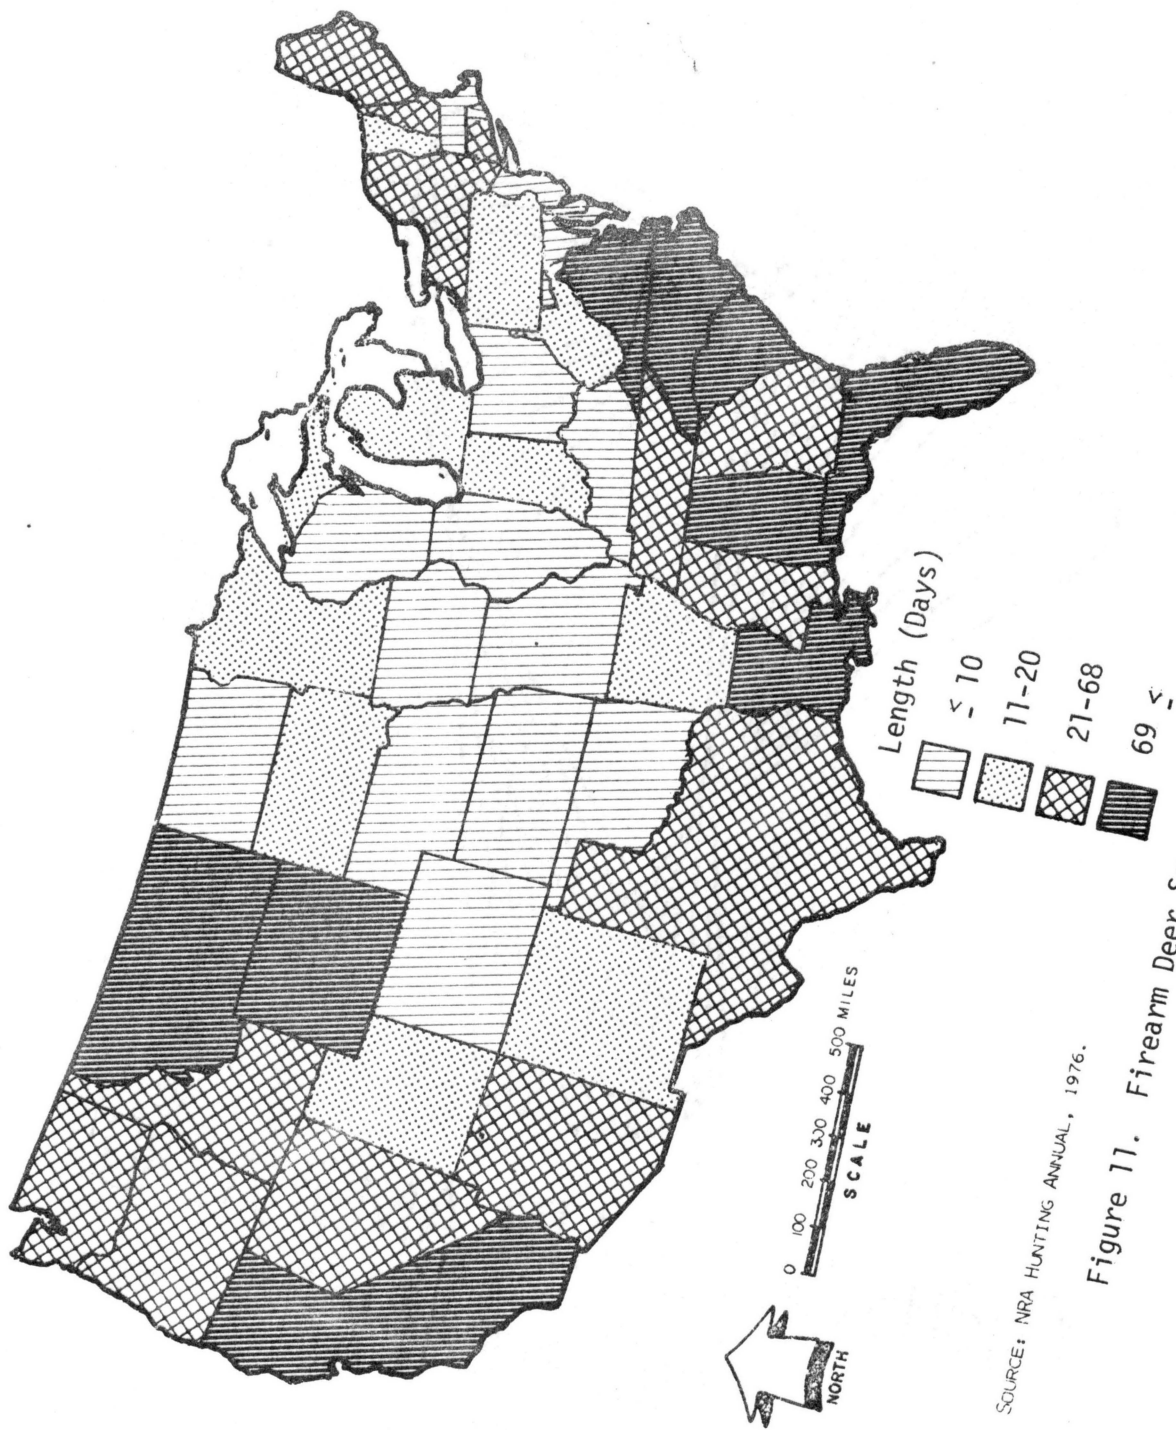 Length (Days)
≤ 10
11-20
21-68
69 ≤
0 100 200 300 400 500 MILES
SCALE
NORTH
SOURCE: NRA HUNTING ANNUAL, 1976.
Figure 11. Firearm Deer